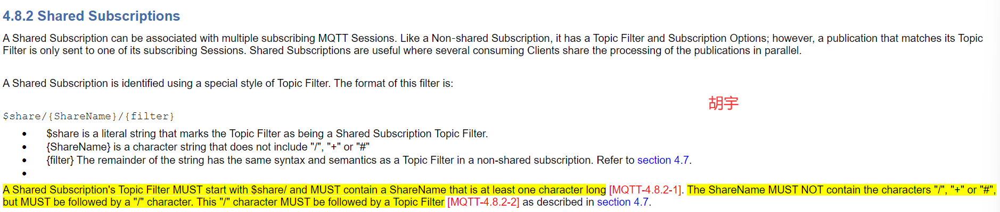 4.8.2 Shared Subscriptions
A Shared Subscription can be associated with multiple subscribing MQTT Sessions. Like a Non-shared Subscription, it has a Topic Filter and Subscription Options; however, a publication that matches its Topic
Filter is only sent to one of its subscribing Sessions. Shared Subscriptions are useful where several consuming Clients share the processing of the publications in parallel.
A Shared Subscription is identified using a special style of Topic Filter. The format of this filter is:
胡宇
$share/{ShareName}/{filter}
• $share is a literal string that marks the Topic Filter as being a Shared Subscription Topic Filter.
• {ShareName} is a character string that does not include "/", "+" or "#"
• {filter} The remainder of the string has the same syntax and semantics as a Topic Filter in a non-shared subscription. Refer to section 4.7.
•
A Shared Subscription's Topic Filter MUST start with $share/ and MUST contain a ShareName that is at least one character long [MQTT-4.8.2-1]. The ShareName MUST NOT contain the characters "/", "+" or "#",
but MUST be followed by a "/" character. This "/" character MUST be followed by a Topic Filter [MQTT-4.8.2-2] as described in section 4.7.